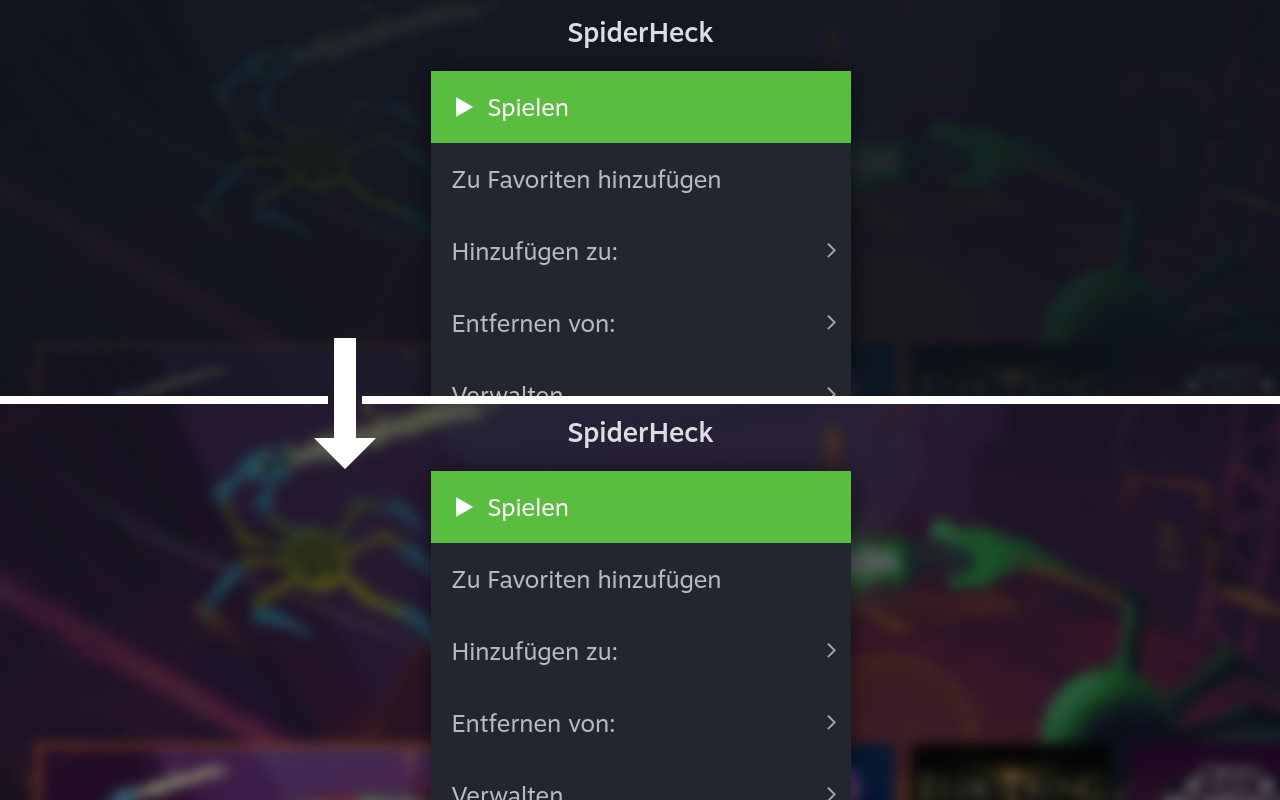 SpiderHeck
Spielen
Zu Favoriten hinzufügen
Hinzufügen zu:
Entfernen von:
Verwalten
SpiderHeck
Spielen
Zu Favoriten hinzufügen
Hinzufügen zu:
Entfernen von:
Verwalten